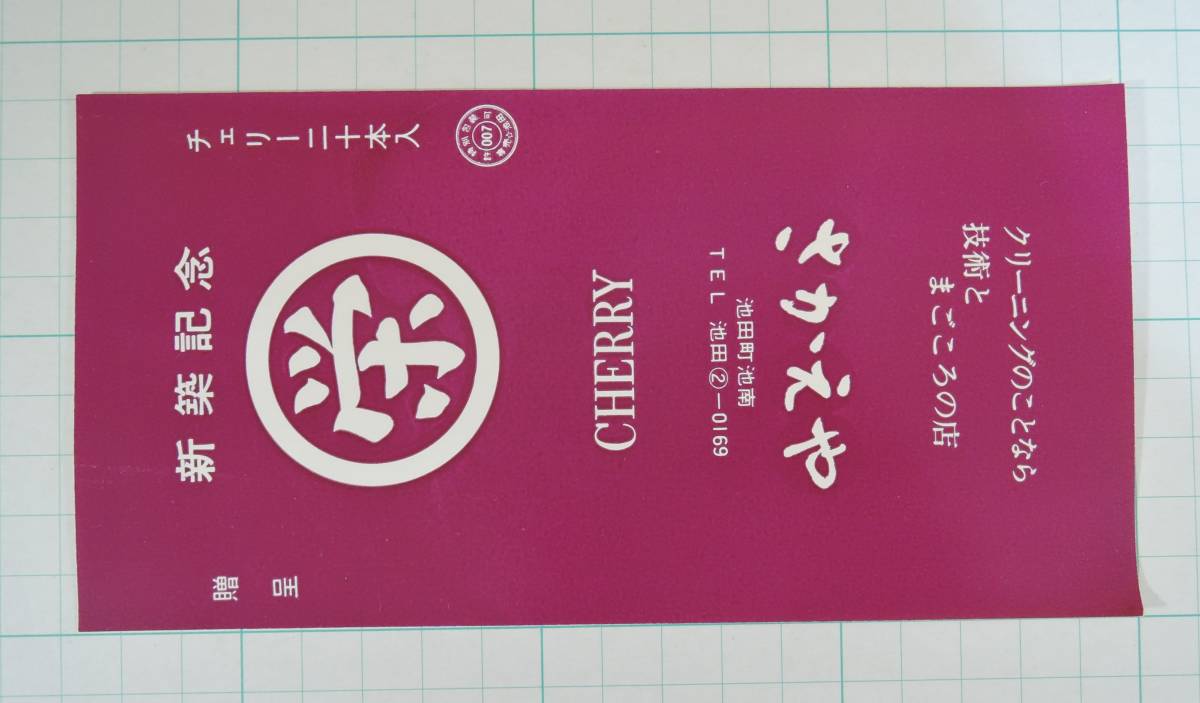 チェリー二十本入
007
新築記念
栄
贈呈
CHERRY
さかえや
池田町池南
TEL 池田②-0169
クリーニングのことなら
技術と
まごころの店